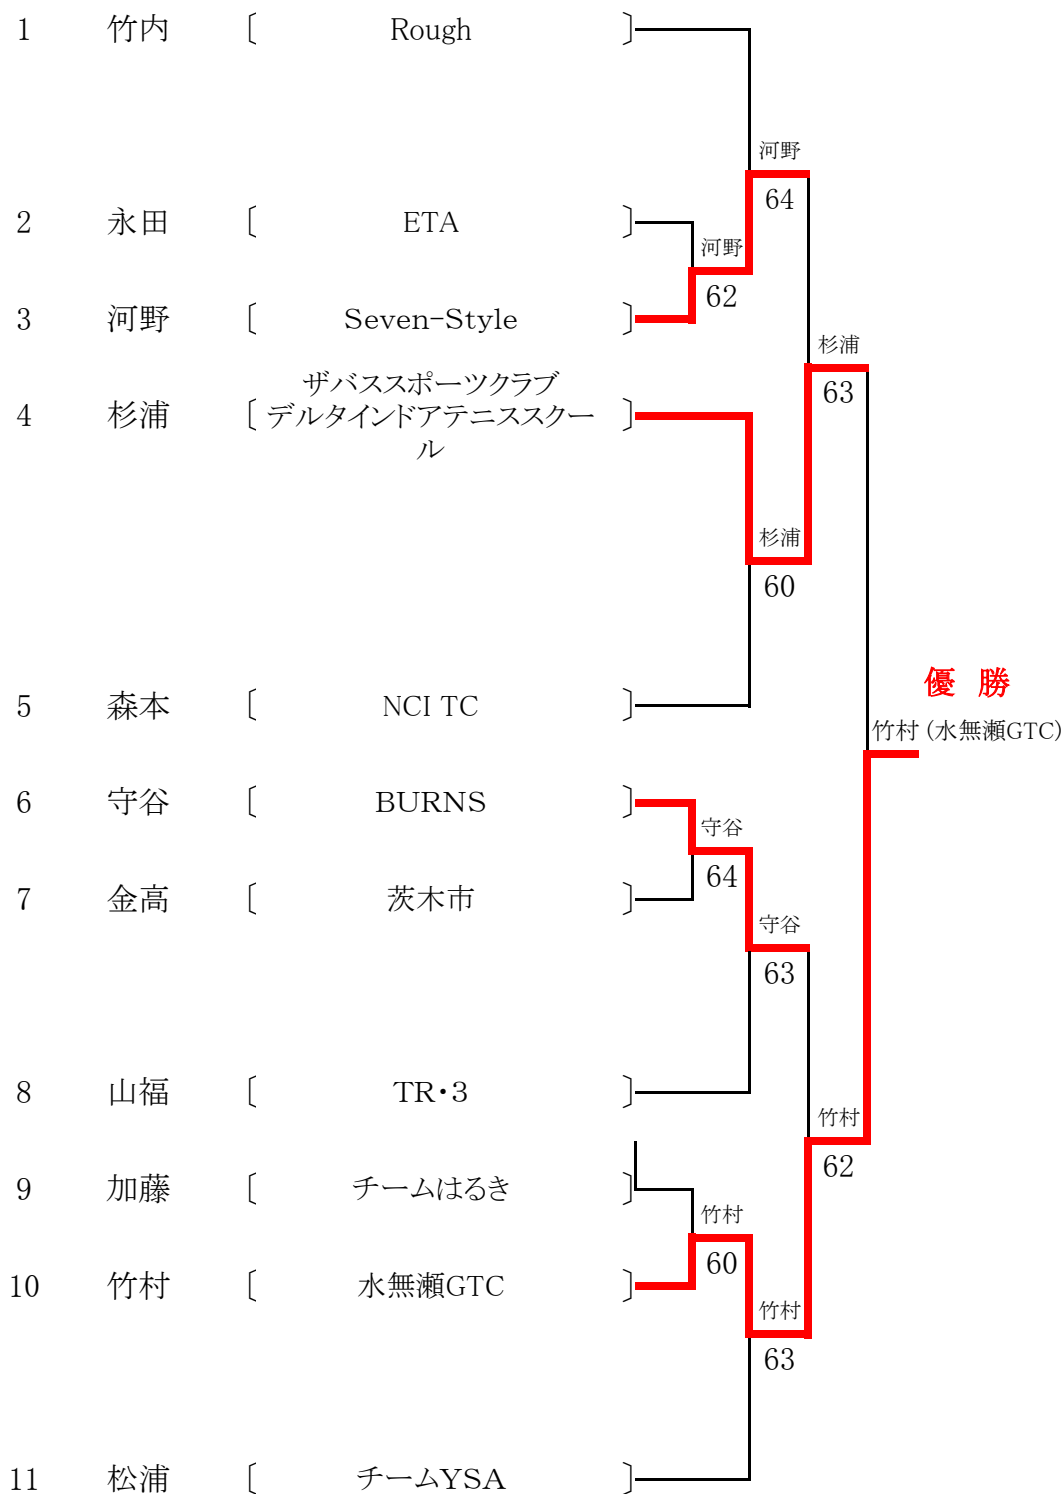 1 竹内 〔 Rough 〕
河野
64
2 永田 〔 ETA 〕
河野
62
3 河野 〔 Seven-Style 〕
杉浦
63
4 杉浦 〔 ザバススポーツクラブ
デルタインドアテニススクー
ル 〕
杉浦
60
優 勝
5 森本 〔 NCI TC 〕
竹村 (水無瀬GTC)
6 守谷 〔 BURNS 〕
守谷
64
7 金高 〔 茨木市 〕
守谷
63
8 山福 〔 TR・3 〕
竹村
62
9 加藤 〔 チームはるき 〕
竹村
60
10 竹村 〔 水無瀬GTC 〕
竹村
63
11 松浦 〔 チームYSA 〕